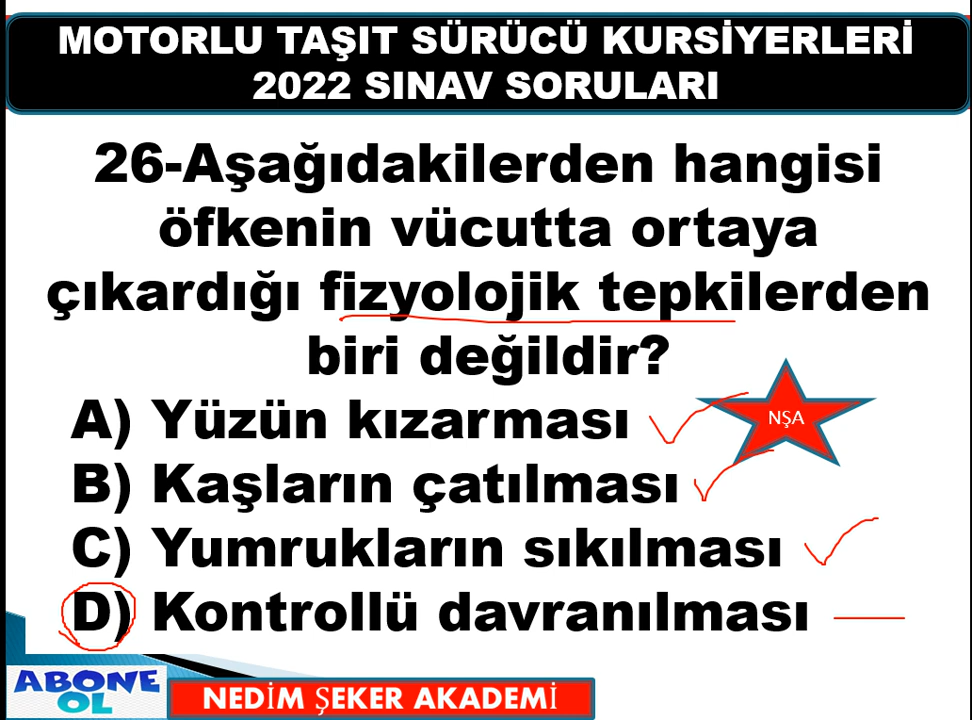 MOTORLU TAŞIT SÜRÜCÜ KURSİYERLERİ
2022 SINAV SORULARI
26-Aşağıdakilerden hangisi
öfkenin vücutta ortaya
çıkardığı fizyolojik tepkilerden
biri değildir?
A) Yüzün kızarması
NŞA
B) Kaşların çatılması
C) Yumrukların sıkılması
D) Kontrollü davranılması
ABONE
OL
NEDİM ŞEKER AKADEMİ